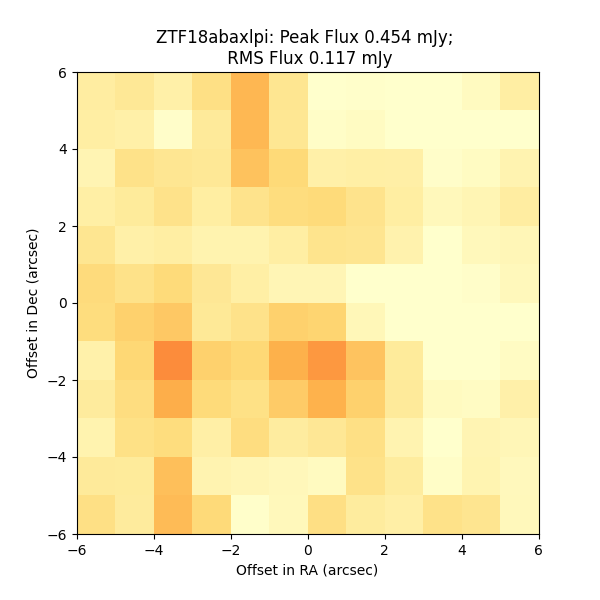 ZTF18abaxlpi: Peak Flux 0.454 mJy;
RMS Flux 0.117 mJy
6
4
2
0
−2
−4
−6
Offset in Dec (arcsec)
−6 −4 −2 0 2 4 6
Offset in RA (arcsec)